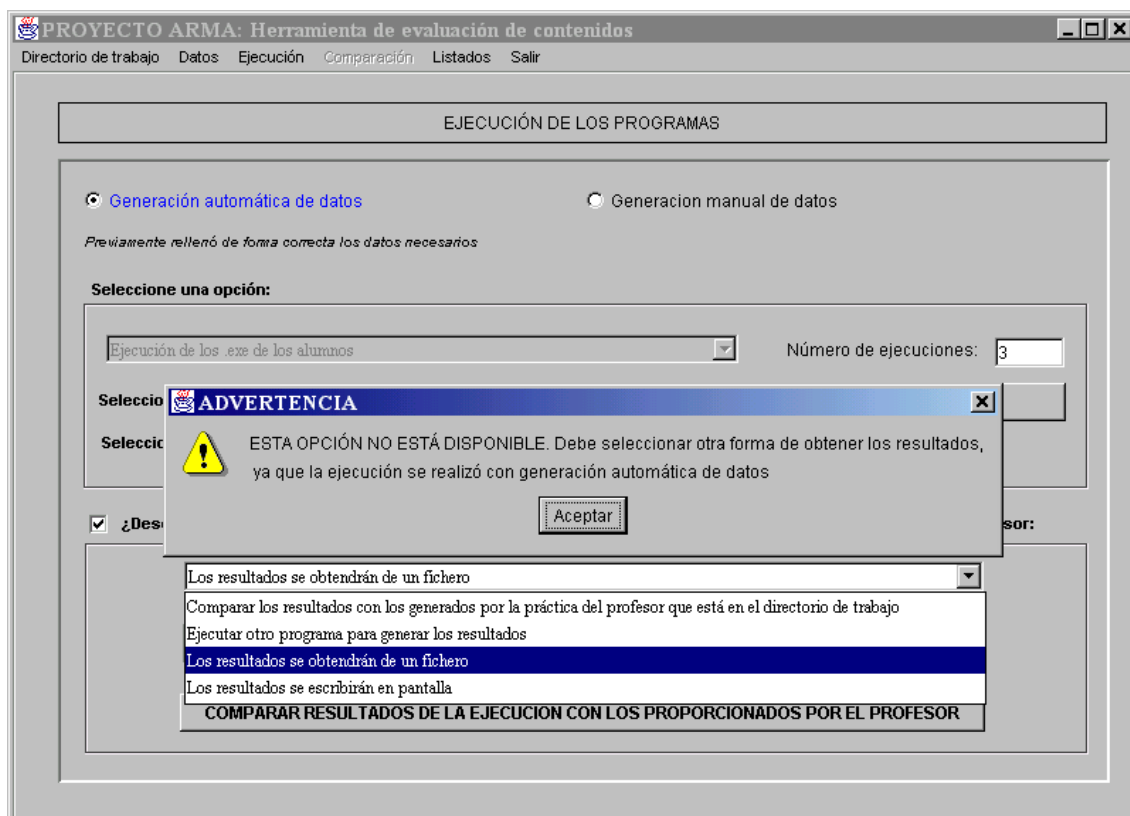 PROYECTO ARMA: Herramienta de evaluación de contenidos
Directorio de trabajo Datos Ejecución Comparación Listados Salir
EJECUCIÓN DE LOS PROGRAMAS
Generación automática de datos Generacion manual de datos
Previamente rellenó de forma correcta los datos necesarios
Seleccione una opción:
Ejecución de los .exe de los alumnos Número de ejecuciones: 3
Seleccio
ADVERTENCIA
Seleccio
ESTA OPCIÓN NO ESTÁ DISPONIBLE. Debe seleccionar otra forma de obtener los resultados,
ya que la ejecución se realizó con generación automática de datos
Aceptar
¿Dese sor:
Los resultados se obtendrán de un fichero
Comparar los resultados con los generados por la práctica del profesor que está en el directorio de trabajo
Ejecutar otro programa para generar los resultados
Los resultados se obtendrán de un fichero
Los resultados se escribirán en pantalla
COMPARAR RESULTADOS DE LA EJECUCION CON LOS PROPORCIONADOS POR EL PROFESOR